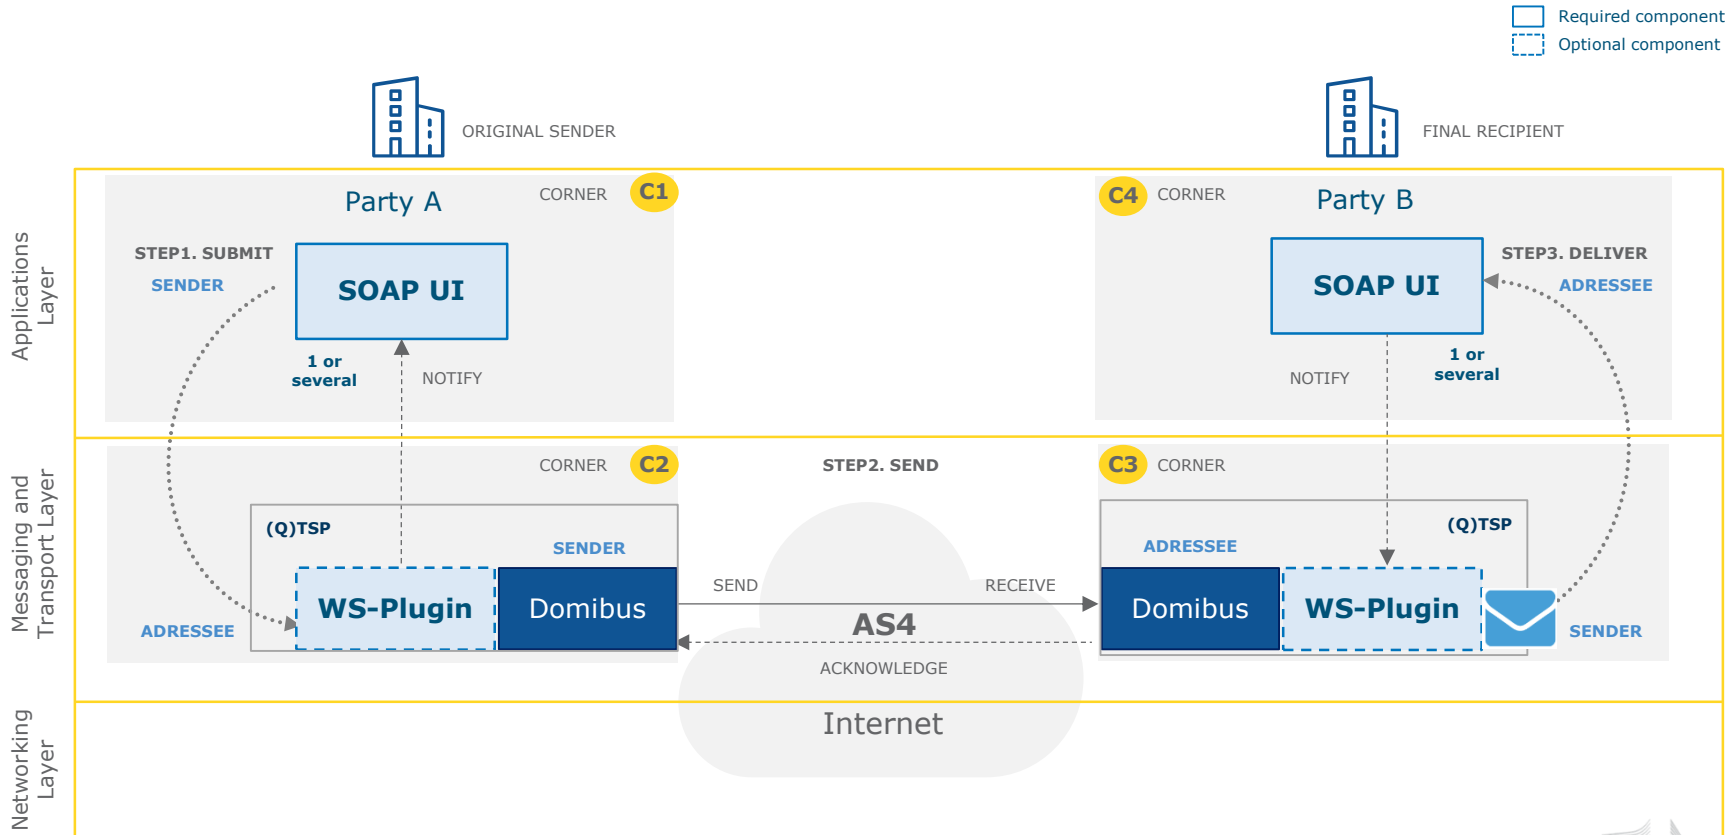 Required component
Optional component
ORIGINAL SENDER
FINAL RECIPIENT
Applications
Layer
Party A
CORNER
C1
STEP1. SUBMIT
SENDER
SOAP UI
1 or
several
NOTIFY
C4
CORNER
Party B
SOAP UI
STEP3. DELIVER
ADRESSEE
NOTIFY
1 or
several
Messaging and
Transport Layer
CORNER
C2
(Q)TSP
SENDER
WS-Plugin
Domibus
ADRESSEE
STEP2. SEND
SEND
RECEIVE
AS4
ACKNOWLEDGE
C3
CORNER
(Q)TSP
ADRESSEE
Domibus
WS-Plugin
SENDER
Networking
Layer
Internet